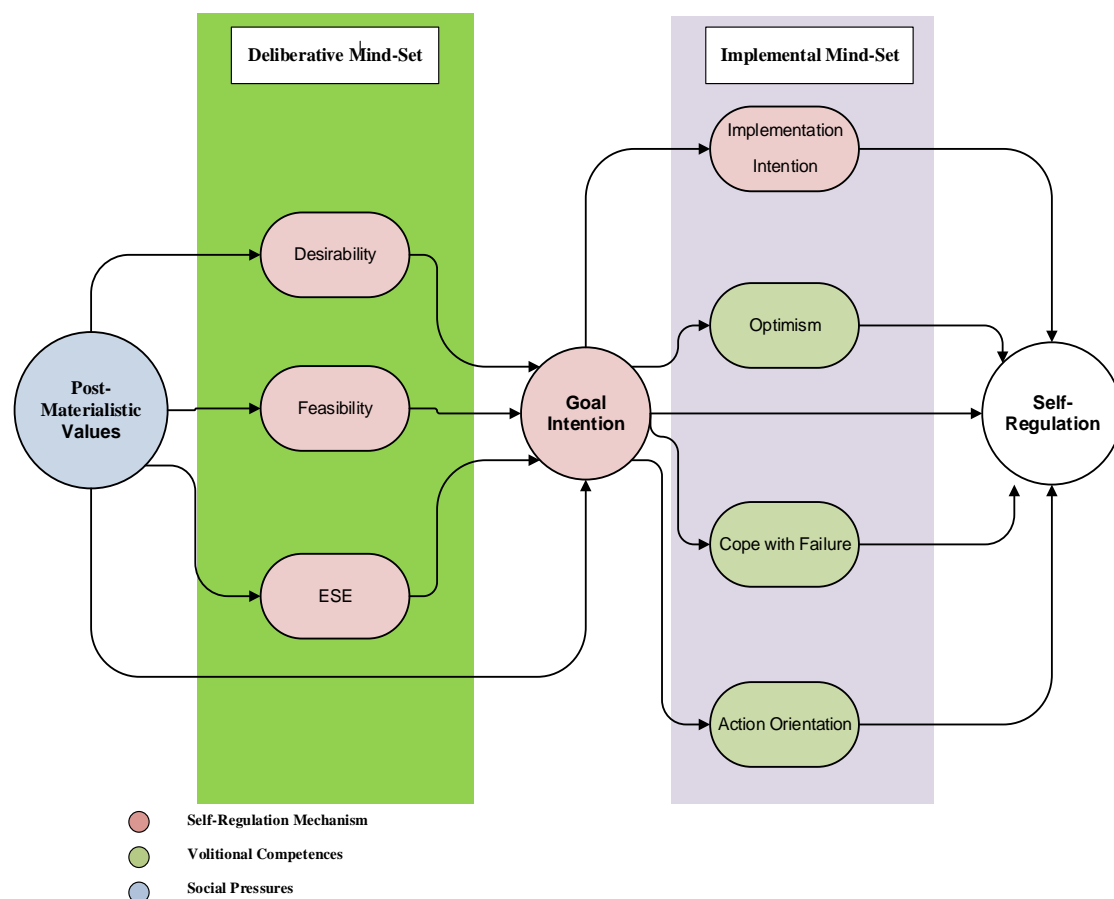 Deliberative Mind-Set
Implemental Mind-Set
Implementation
Intention
Desirability
Optimism
Post-
Materialistic
Values
Feasibility
Goal
Intention
Self-
Regulation
Cope with Failure
ESE
Action Orientation
Self-Regulation Mechanism
Volitional Competences
Social Pressures